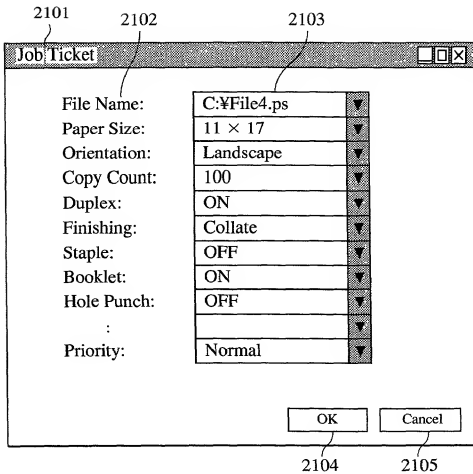 2101 2102 2103
Job Ticket
File Name: C:¥File4.ps
Paper Size: 11 × 17
Orientation: Landscape
Copy Count: 100
Duplex: ON
Finishing: Collate
Staple: OFF
Booklet: ON
Hole Punch: OFF
:
Priority: Normal
OK Cancel
2104 2105